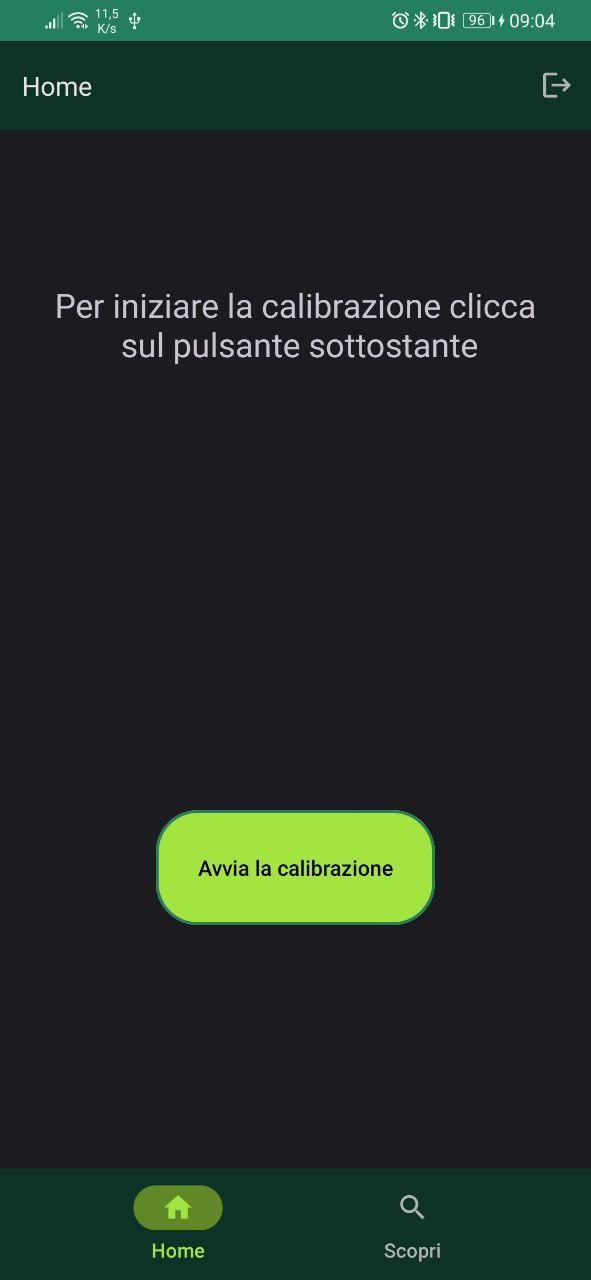 11,5
K/s
96
09:04
Home
Per iniziare la calibrazione clicca
sul pulsante sottostante
Avvia la calibrazione
Home
Scopri